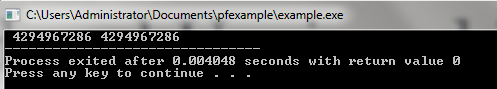 C:\Users\Administrator\Documents\pfexample\example.exe
4294967286 4294967286
--------------------------------
Process exited after 0.004048 seconds with return value 0
Press any key to continue . . .